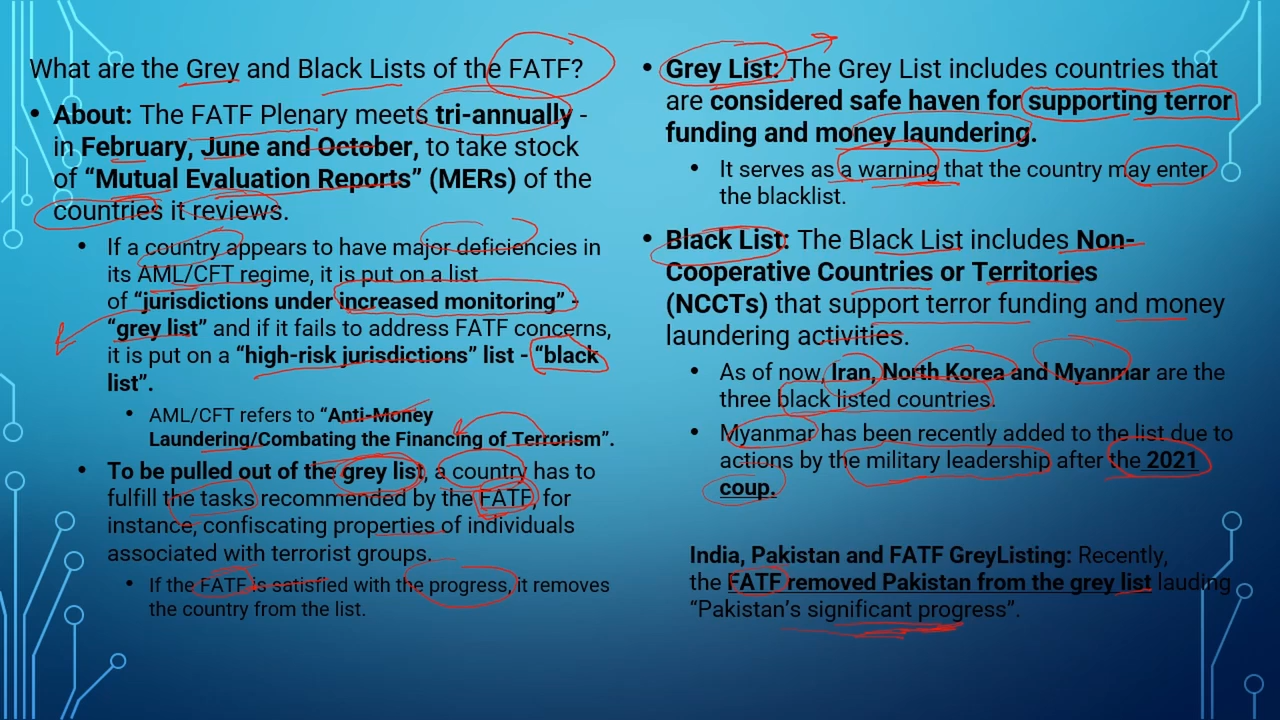 What are the Grey and Black Lists of the FATF?
• About: The FATF Plenary meets tri-annually -
in February, June and October, to take stock
of “Mutual Evaluation Reports” (MERs) of the
countries it reviews.
• If a country appears to have major deficiencies in
its AML/CFT regime, it is put on a list
of “jurisdictions under increased monitoring” -
“grey list” and if it fails to address FATF concerns,
it is put on a “high-risk jurisdictions” list - “black
list”.
• AML/CFT refers to “Anti-Money
Laundering/Combating the Financing of Terrorism”.
• To be pulled out of the grey list, a country has to
fulfill the tasks recommended by the FATF, for
instance, confiscating properties of individuals
associated with terrorist groups.
• If the FATF is satisfied with the progress, it removes
the country from the list.
• Grey List: The Grey List includes countries that
are considered safe haven for supporting terror
funding and money laundering.
• It serves as a warning that the country may enter
the blacklist.
• Black List: The Black List includes Non-
Cooperative Countries or Territories
(NCCTs) that support terror funding and money
laundering activities.
• As of now, Iran, North Korea and Myanmar are the
three black listed countries.
• Myanmar has been recently added to the list due to
actions by the military leadership after the 2021
coup.
India, Pakistan and FATF GreyListing: Recently,
the FATF removed Pakistan from the grey list lauding
“Pakistan’s significant progress”.